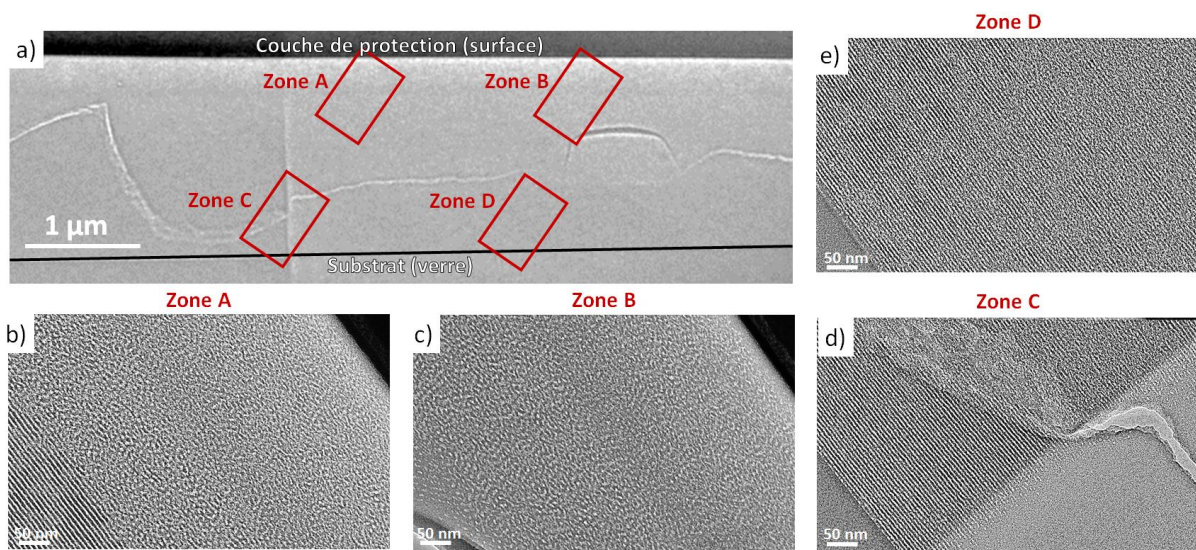 a)
Couche de protection (surface)
Zone A
Zone B
Zone C
Zone D
1 µm
Substrat (verre)
Zone D
e)
50 nm
Zone A
b)
50 nm
Zone B
c)
50 nm
Zone C
d)
50 nm